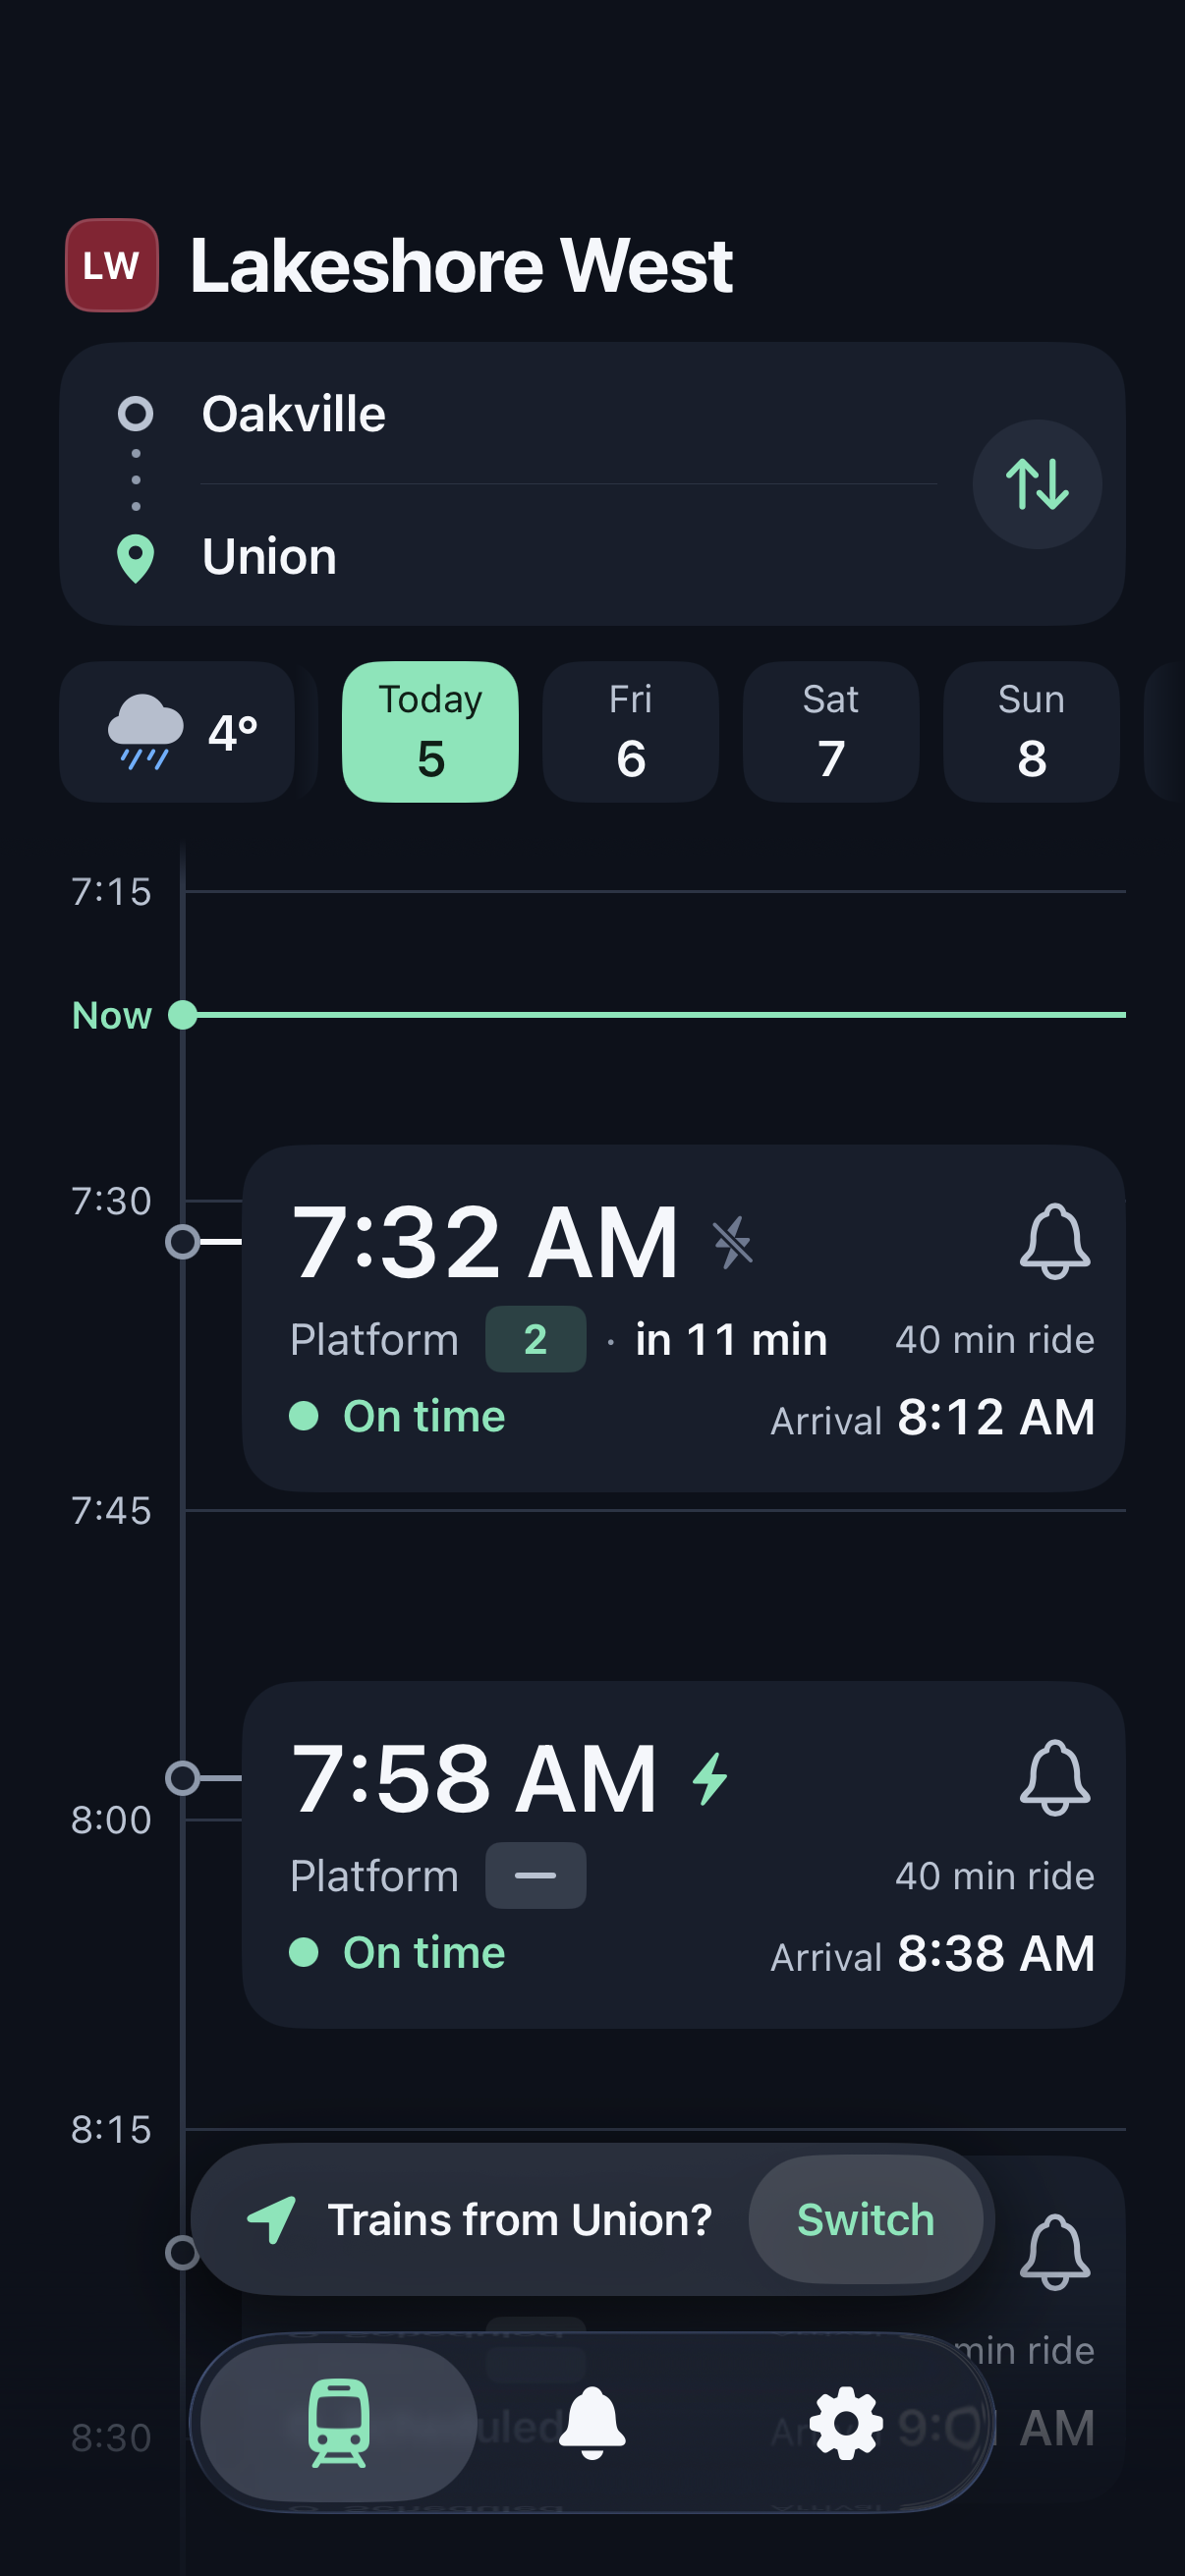 LW Lakeshore West
Oakville
Union
4°
Today
5
Fri
6
Sat
7
Sun
8
7:15
Now
7:30
7:32 AM
Platform 2 · in 11 min 40 min ride
On time Arrival 8:12 AM
7:45
7:58 AM
8:00
Platform — 40 min ride
On time Arrival 8:38 AM
8:15
Trains from Union? Switch
min ride
8:30 AM